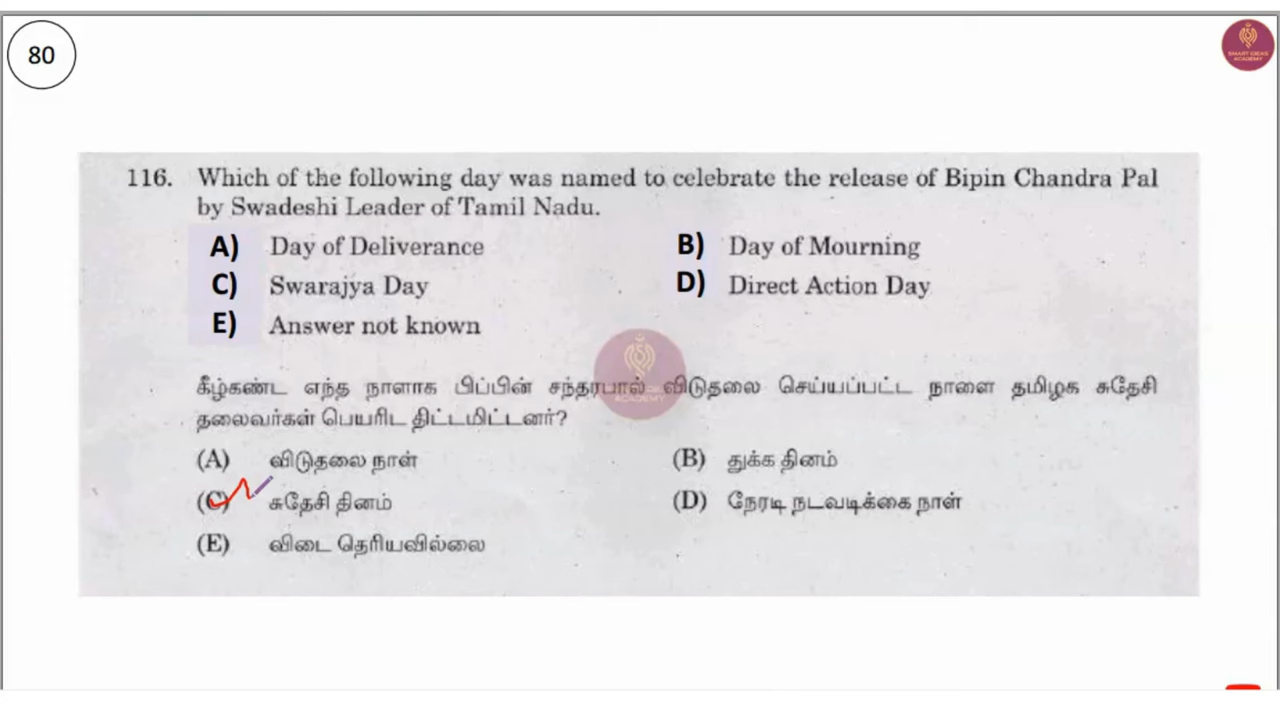 80
SMART IDEAS
ACADEMY
116. Which of the following day was named to celebrate the release of Bipin Chandra Pal
by Swadeshi Leader of Tamil Nadu.
A) Day of Deliverance B) Day of Mourning
C) Swarajya Day D) Direct Action Day
E) Answer not known
கீழ்கண்ட எந்த நாளாக பிப்பின் சந்தரபால் விடுதலை செய்யப்பட்ட நாளை தமிழக சுதேசி
தலைவர்கள் பெயரிட திட்டமிட்டனர்?
(A) விடுதலை நாள் (B) துக்க தினம்
(C) சுதேசி தினம் (D) நேரடி நடவடிக்கை நாள்
(E) விடை தெரியவில்லை